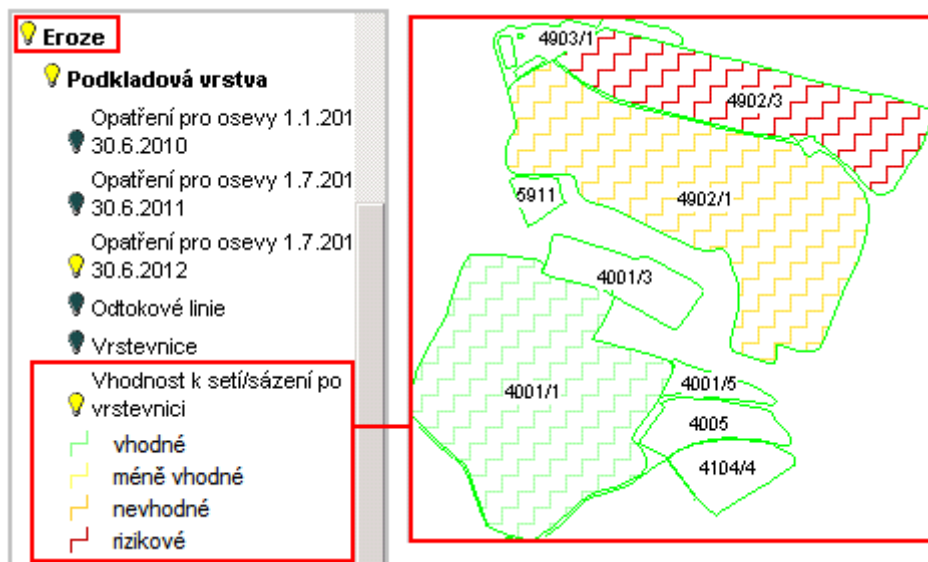 Eroze
Podkladová vrstva
Opatření pro osevy 1.1.201
30.6.2010
Opatření pro osevy 1.7.201
30.6.2011
Opatření pro osevy 1.7.201
30.6.2012
Odtokové linie
Vrstevnice
Vhodnost k setí/sázení po
vrstevnici
vhodné
méně vhodné
nevhodné
rizikové
4903/1
4902/3
4902/1
5911
4001/3
4001/1
4001/5
4005
4104/4